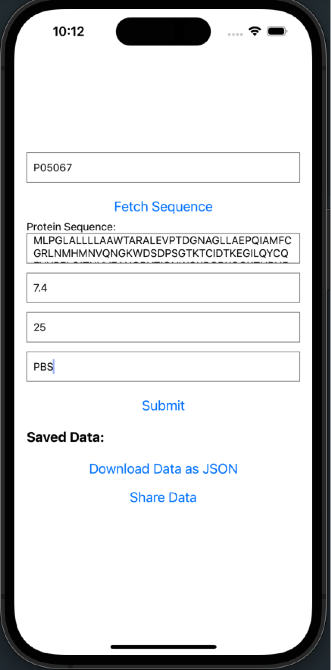 10:12
P05067
Fetch Sequence
Protein Sequence:
MLPGLALLLLAAWTARALEVPTDGNAGLLAEPQIAMFC
GRLNMHMNVQNGKWDSDPSGTKTCIDTKEGILQYCQ
7.4
25
PBS
Submit
Saved Data:
Download Data as JSON
Share Data